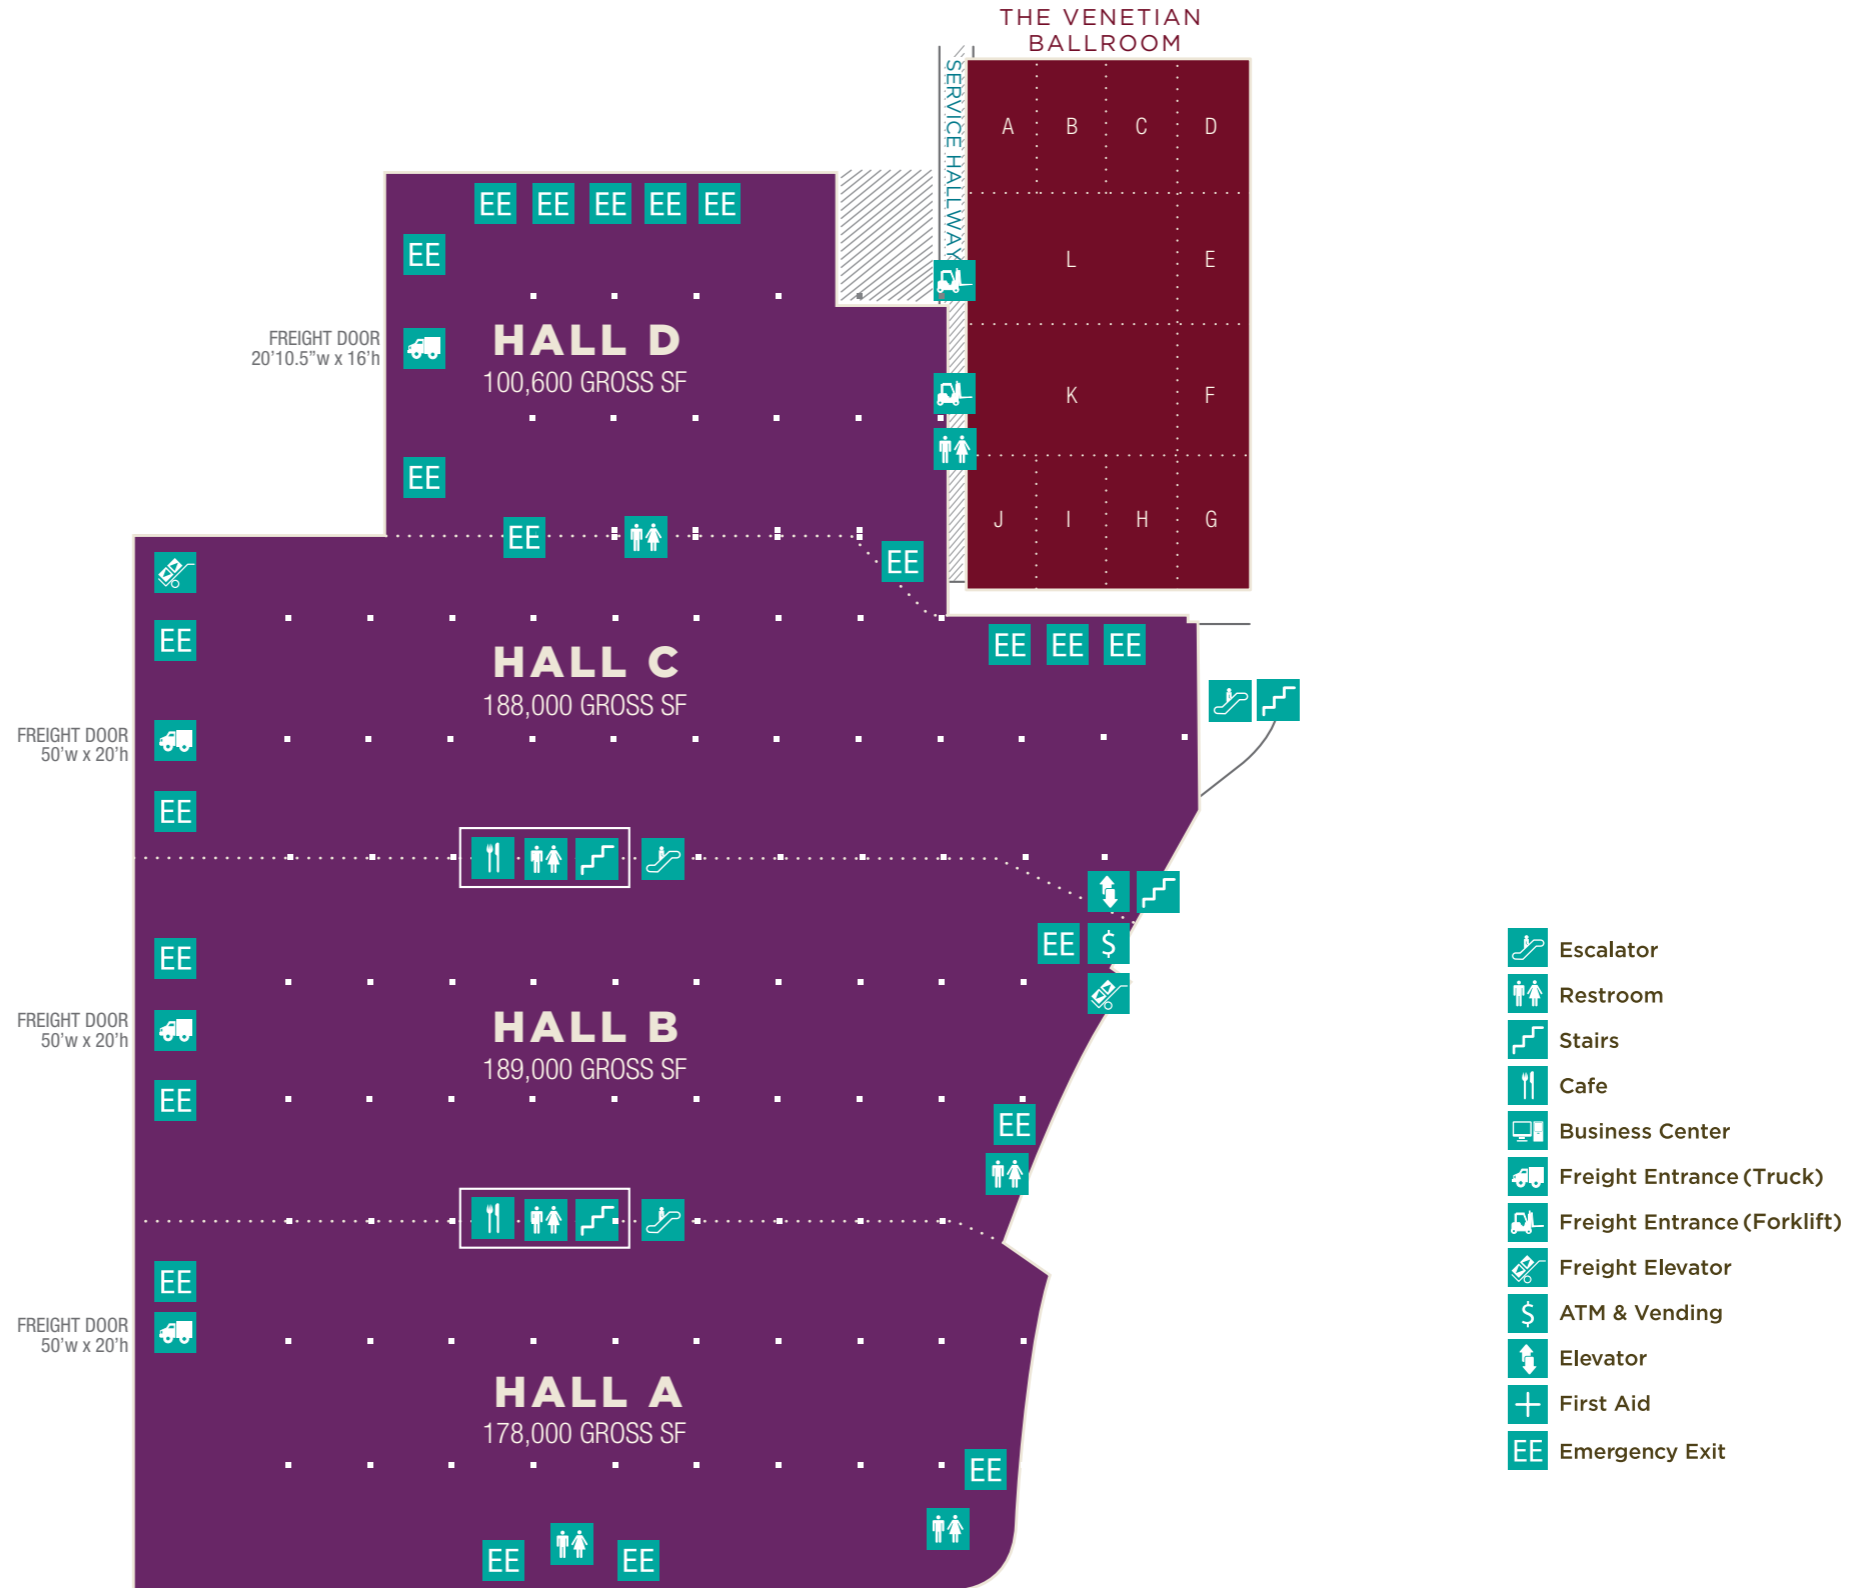 THE VENETIAN
BALLROOM
SERVICE HALLWAY
A B C D
EE EE EE EE EE
EE
L E
HALL D
100,600 GROSS SF
FREIGHT DOOR
20'10.5"w x 16'h
K F
EE
J I H G
EE
EE
EE
EE EE EE
HALL C
188,000 GROSS SF
FREIGHT DOOR
50'w x 20'h
EE
EE
EE $
HALL B
189,000 GROSS SF
FREIGHT DOOR
50'w x 20'h
EE
EE
EE
FREIGHT DOOR
50'w x 20'h
HALL A
178,000 GROSS SF
EE
EE EE
Escalator
Restroom
Stairs
Cafe
Business Center
Freight Entrance (Truck)
Freight Entrance (Forklift)
Freight Elevator
$ ATM & Vending
Elevator
First Aid
EE Emergency Exit